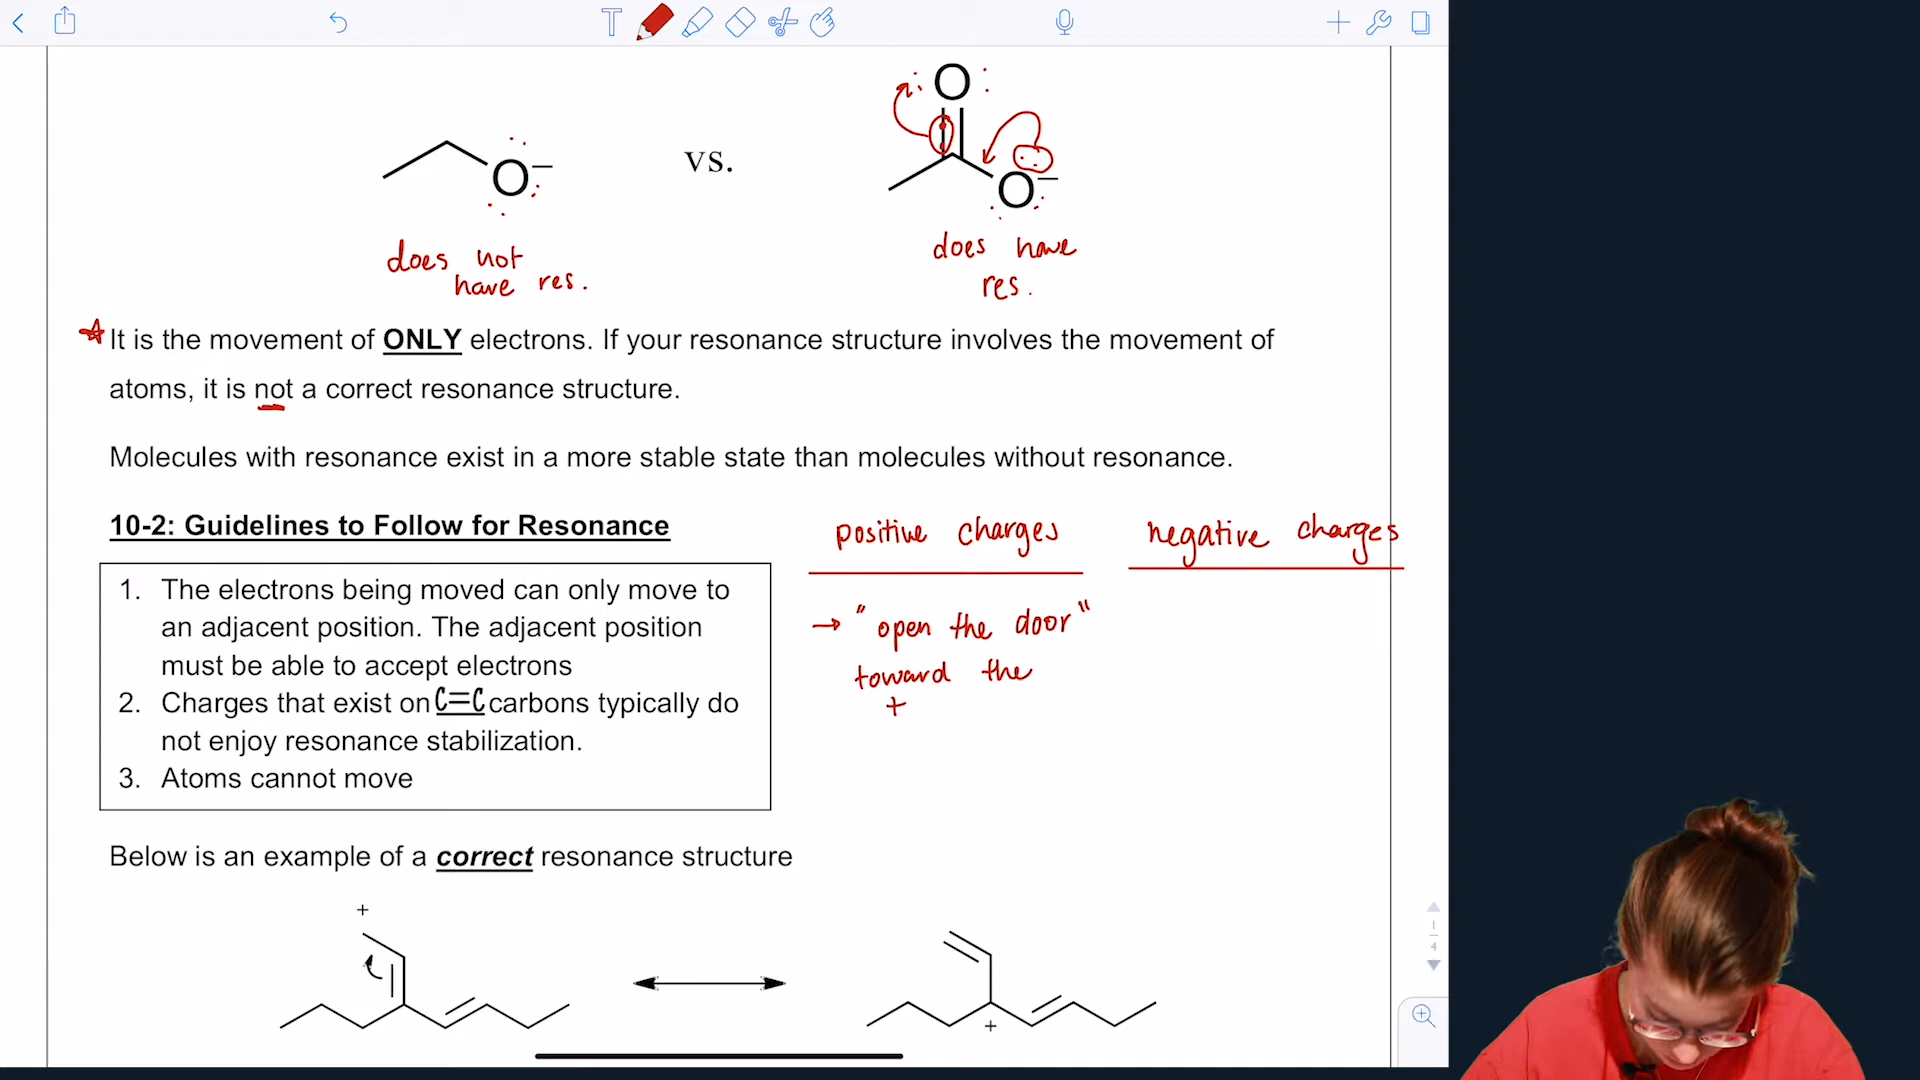 O
O
–
vs.
O
–
does not
have res.
does have
res.
It is the movement of ONLY electrons. If your resonance structure involves the movement of
atoms, it is not a correct resonance structure.
Molecules with resonance exist in a more stable state than molecules without resonance.
10-2: Guidelines to Follow for Resonance
1. The electrons being moved can only move to
an adjacent position. The adjacent position
must be able to accept electrons
2. Charges that exist on C=C carbons typically do
not enjoy resonance stabilization.
3. Atoms cannot move
positive charges
→ "open the door"
toward the
+
negative charges
Below is an example of a correct resonance structure
+
+
1
4